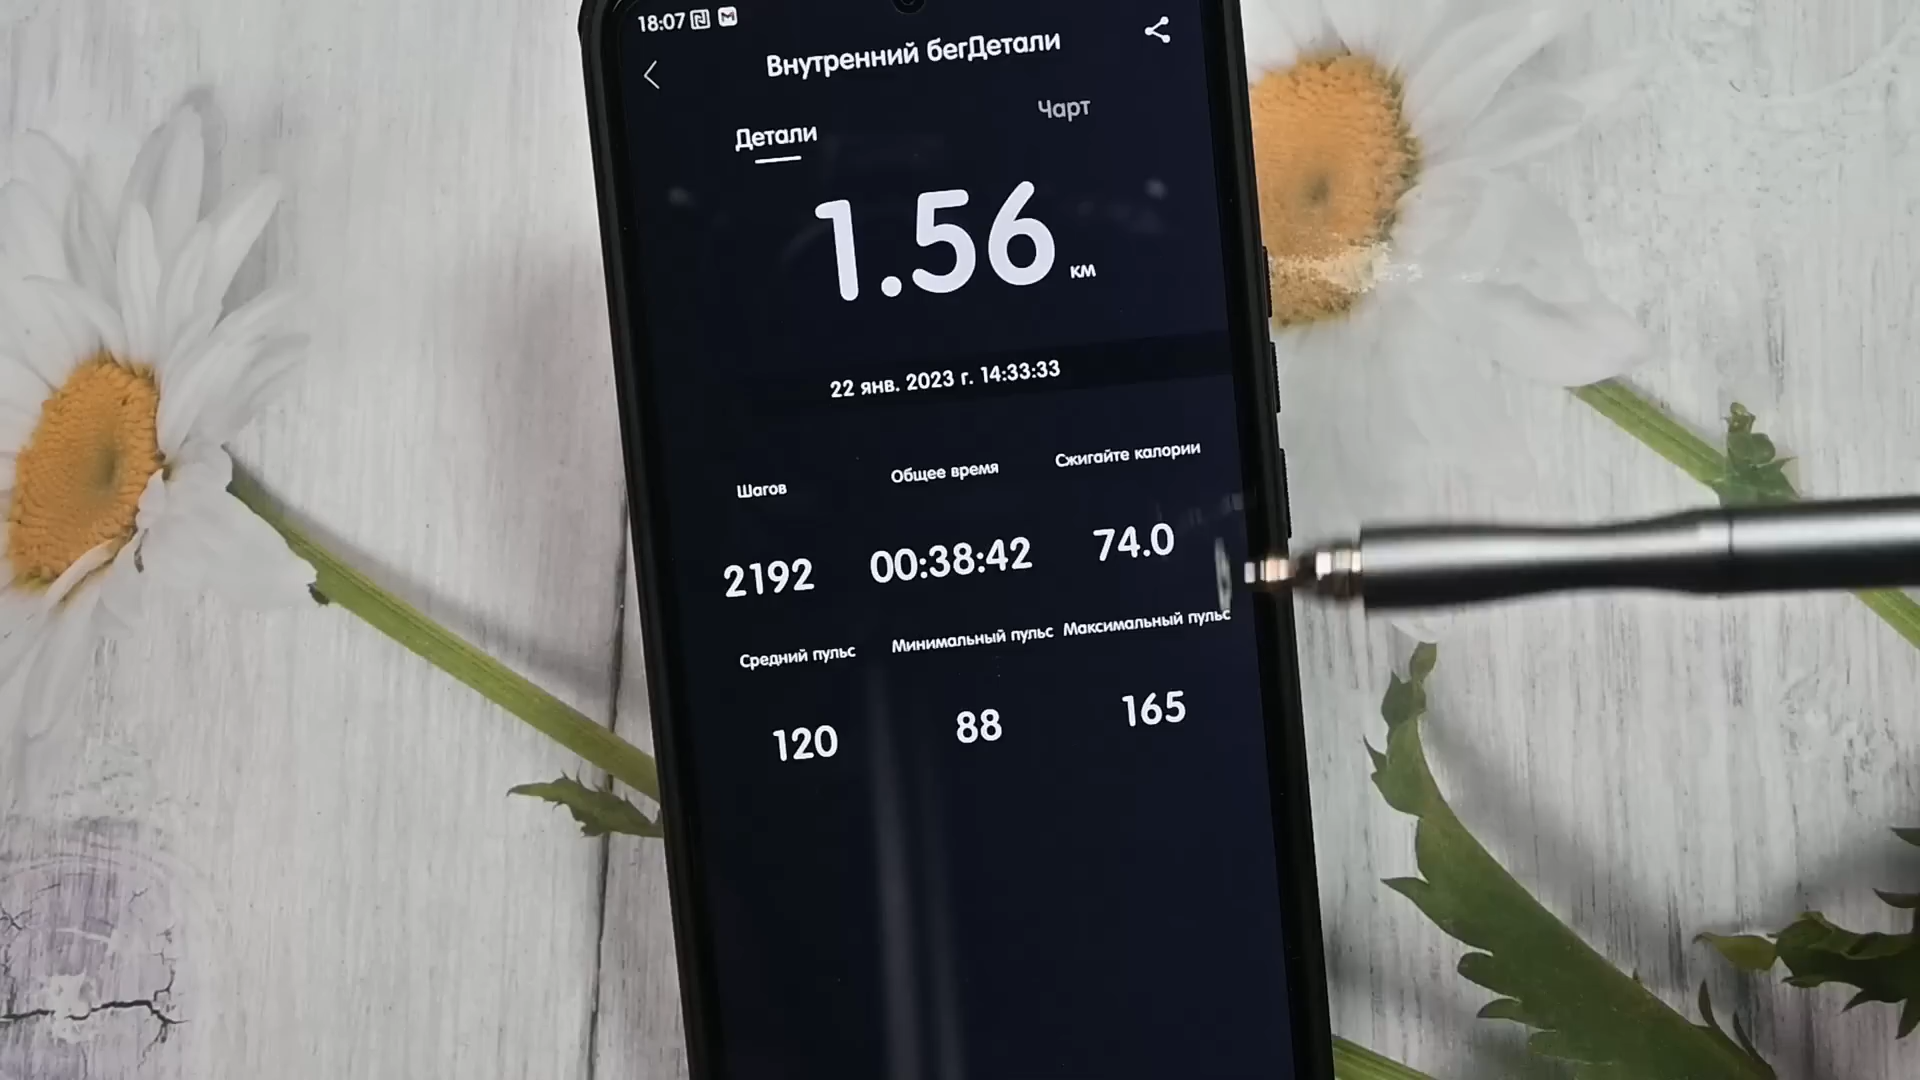 18:07
Внутренний бегДетали
Детали
Чарт
1.56 км
22 янв. 2023 г. 14:33:33
Шагов
Общее время
Сжигайте калории
2192
00:38:42
74.0
Средний пульс
Минимальный пульс
Максимальный пульс
120
88
165